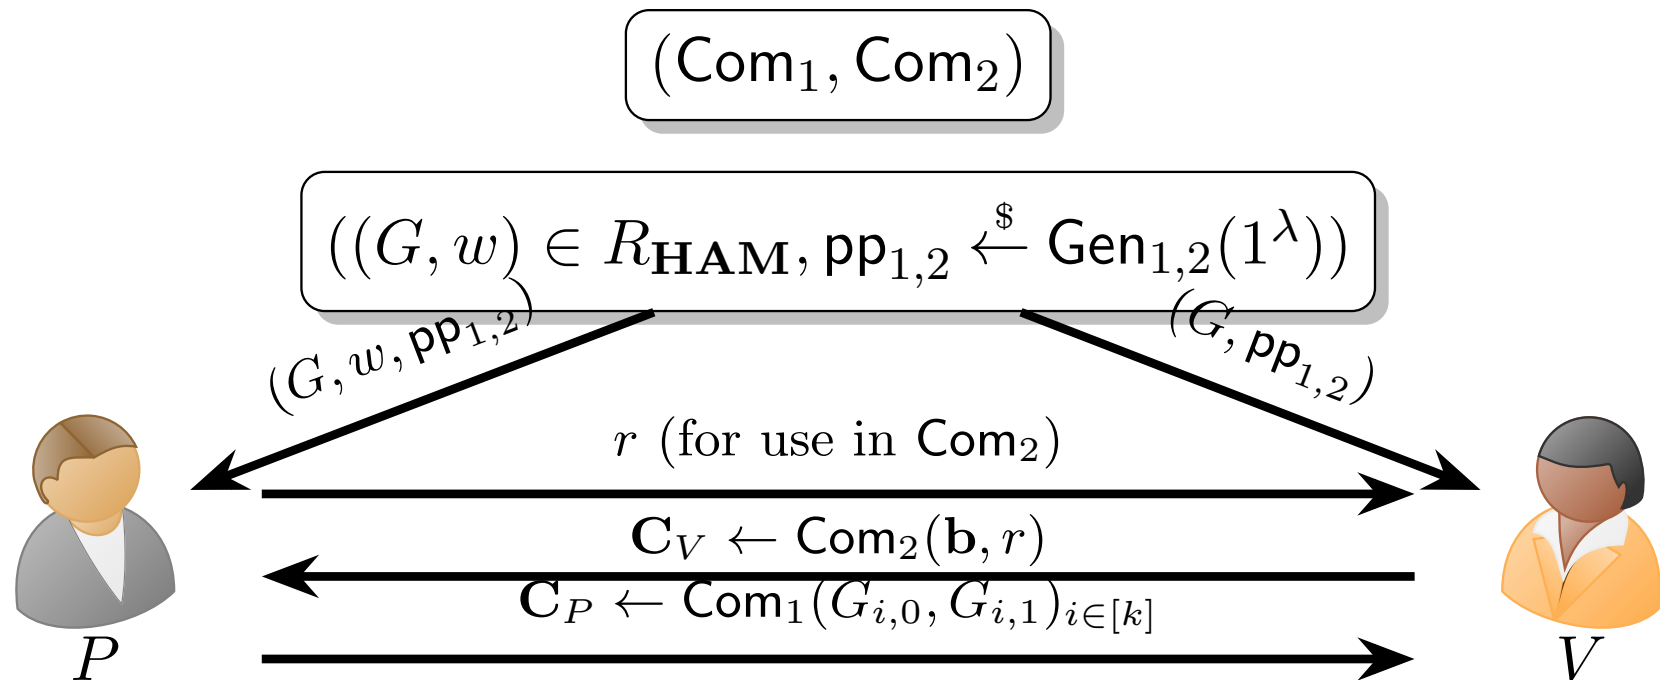 (Com₁, Com₂)
((G, w) ∈ R_HAM, pp₁,₂ ←$ Gen₁,₂(1^λ))
(G, w, pp₁,₂)
(G, pp₁,₂)
r (for use in Com₂)
C_V ← Com₂(b, r)
C_P ← Com₁(G_{i,0}, G_{i,1})_{i∈[k]}
P
V